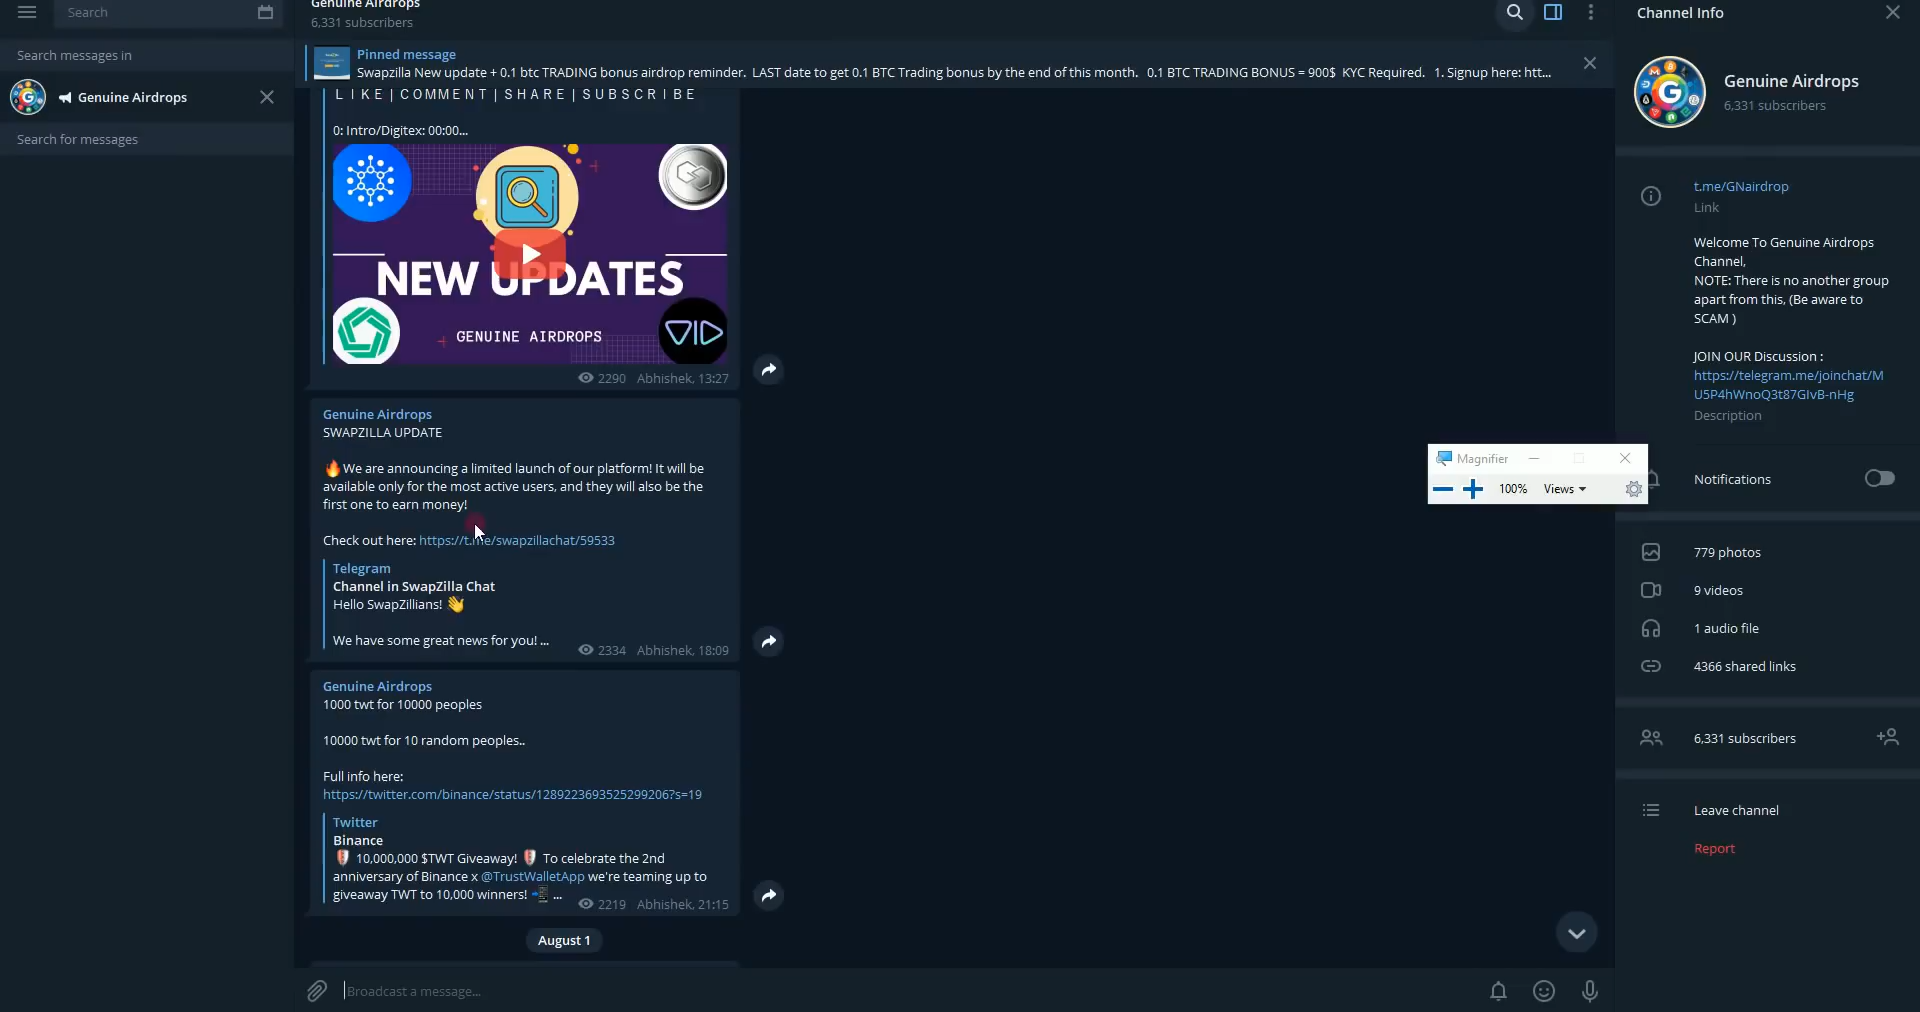 Search
Search messages in
Genuine Airdrops
Search for messages
Genuine Airdrops
6,331 subscribers
Pinned message
Swapzilla New update + 0.1 btc TRADING bonus airdrop reminder. LAST date to get 0.1 BTC Trading bonus by the end of this month. 0.1 BTC TRADING BONUS = 900$ KYC Required. 1. Signup here: htt...
L I K E | C O M M E N T | S H A R E | S U B S C R I B E
0: Intro/Digitex: 00:00...
NEW UPDATES
GENUINE AIRDROPS
2290 Abhishek, 13:27
Genuine Airdrops
SWAPZILLA UPDATE
🔥We are announcing a limited launch of our platform! It will be
available only for the most active users, and they will also be the
first one to earn money!
Check out here: https://t.me/swapzillachat/59533
Telegram
Channel in SwapZilla Chat
Hello SwapZillians! 👋
We have some great news for you! ...
2334 Abhishek, 18:09
Genuine Airdrops
1000 twt for 10000 peoples
10000 twt for 10 random peoples..
Full info here:
https://twitter.com/binance/status/1289223693525299206?s=19
Twitter
Binance
10,000,000 $TWT Giveaway! To celebrate the 2nd
anniversary of Binance x @TrustWalletApp we're teaming up to
giveaway TWT to 10,000 winners! 📲 ...
2219 Abhishek, 21:15
August 1
Broadcast a message...
Magnifier
100% Views
Channel Info
Genuine Airdrops
6,331 subscribers
t.me/GNairdrop
Link
Welcome To Genuine Airdrops
Channel,
NOTE: There is no another group
apart from this, (Be aware to
SCAM )
JOIN OUR Discussion :
https://telegram.me/joinchat/M
U5P4hWnoQ3t87GIvB-nHg
Description
Notifications
779 photos
9 videos
1 audio file
4366 shared links
6,331 subscribers
Leave channel
Report